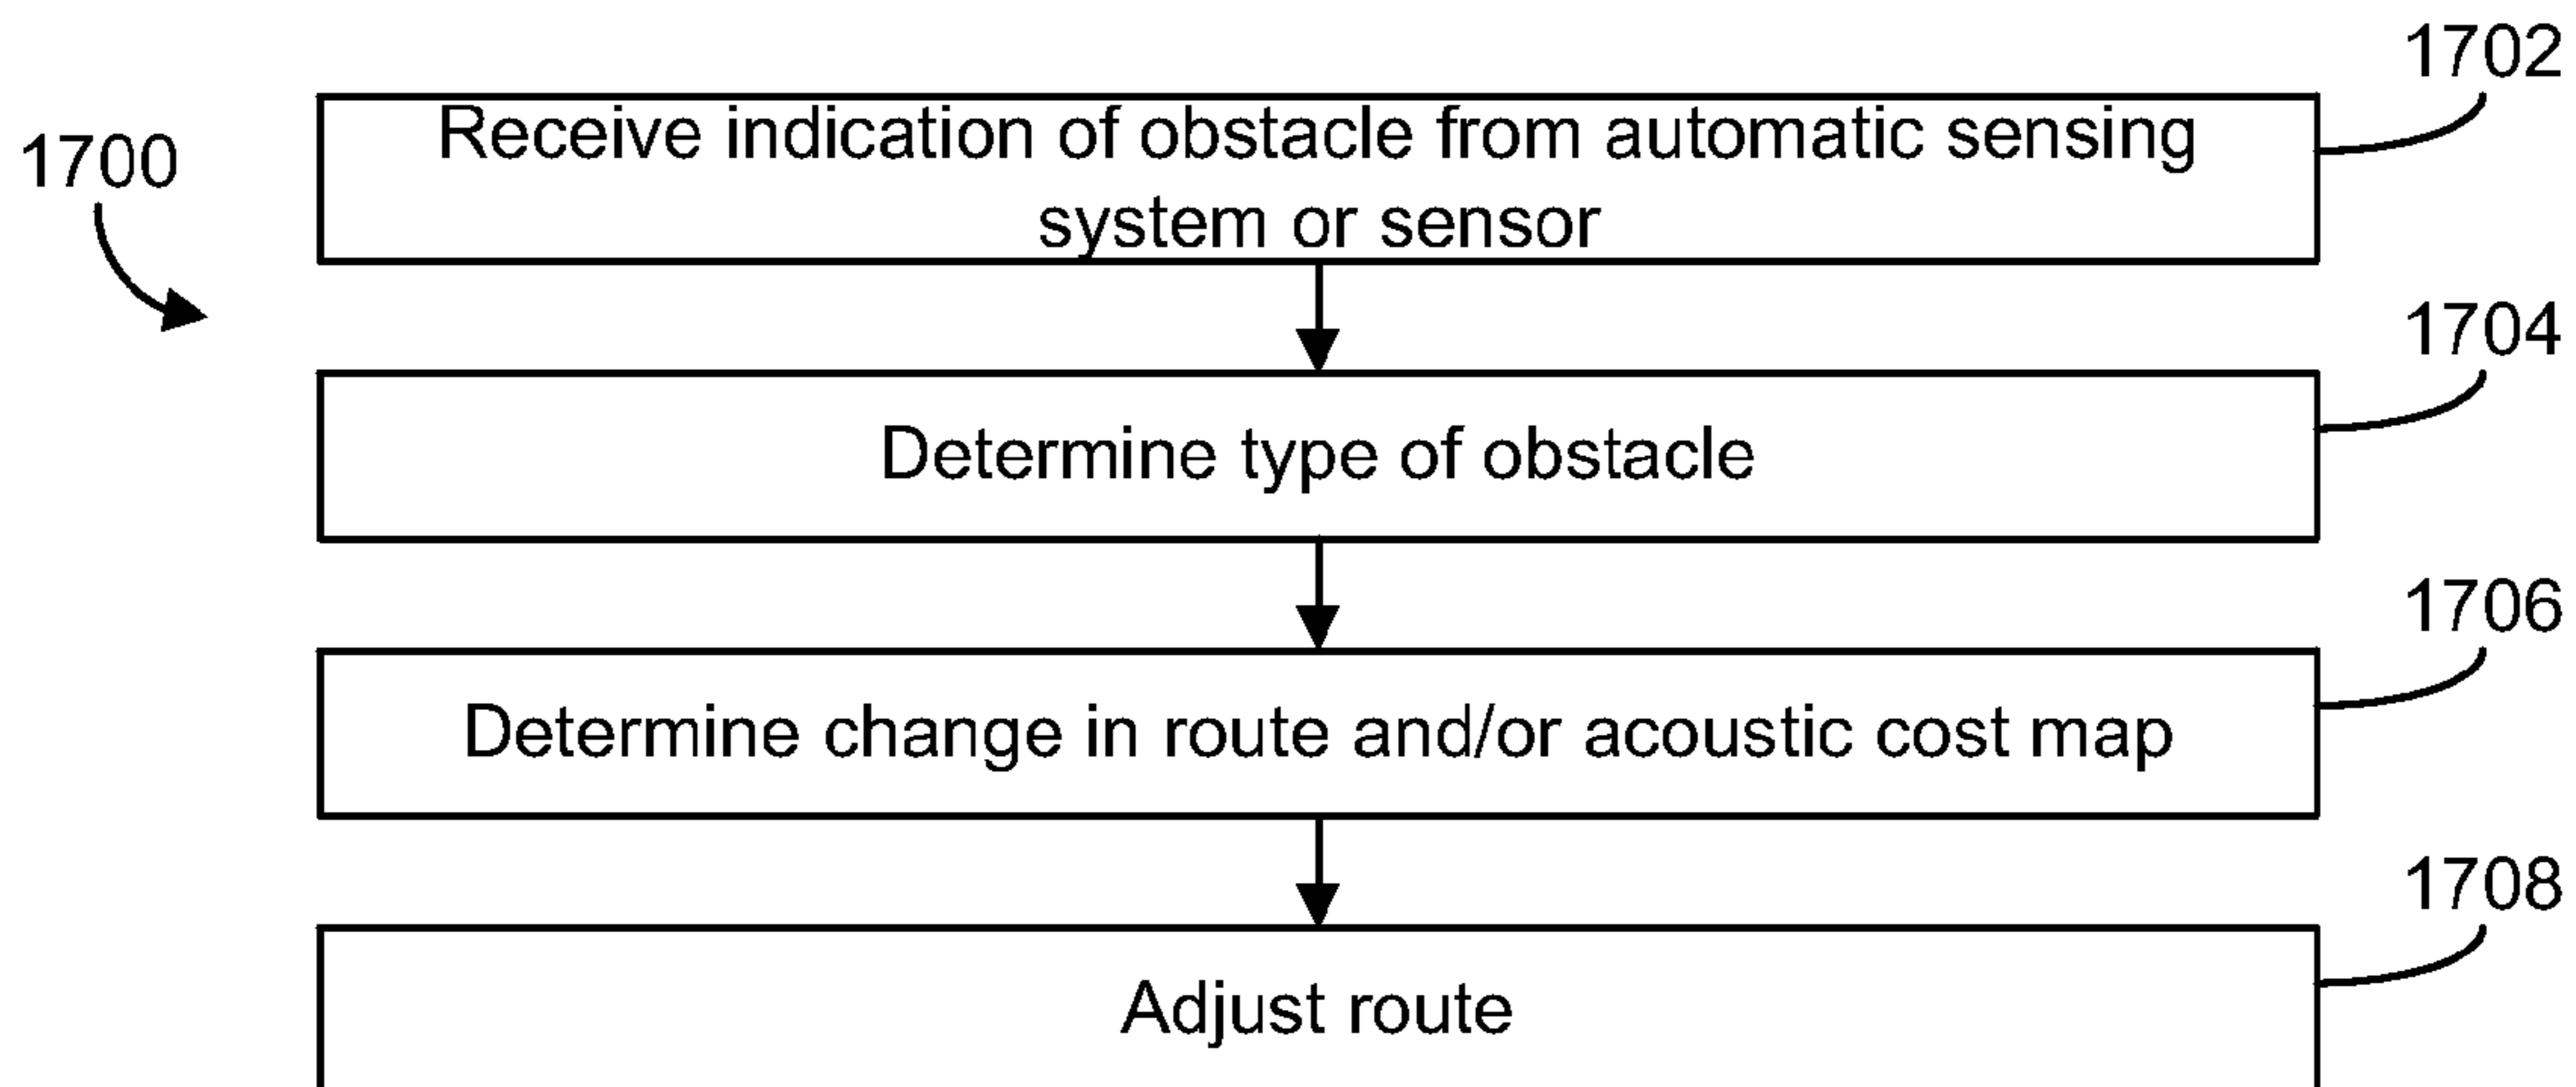 1702
Receive indication of obstacle from automatic sensing
system or sensor
1700
1704
Determine type of obstacle
1706
Determine change in route and/or acoustic cost map
1708
Adjust route